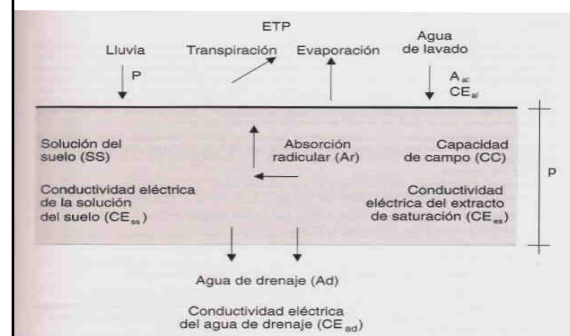 ETP
Lluvia
Transpiración
Evaporación
Agua
de lavado
P
A al
CE al
Solución del
suelo (SS)
Absorción
radicular (Ar)
Capacidad
de campo (CC)
P
Conductividad eléctrica
de la solución
del suelo (CE ss)
Conductividad
eléctrica del extracto
de saturación (CE es)
Agua de drenaje (Ad)
Conductividad eléctrica
del agua de drenaje (CE ad)